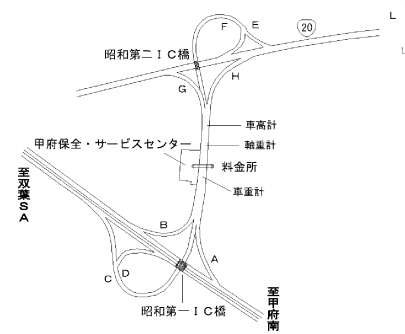 L
F
E
20
昭和第二IC橋
G
H
車高計
甲府保全・サービスセンター
軸重計
料金所
車重計
至双葉SA
B
A
C
D
至甲府南
昭和第一IC橋